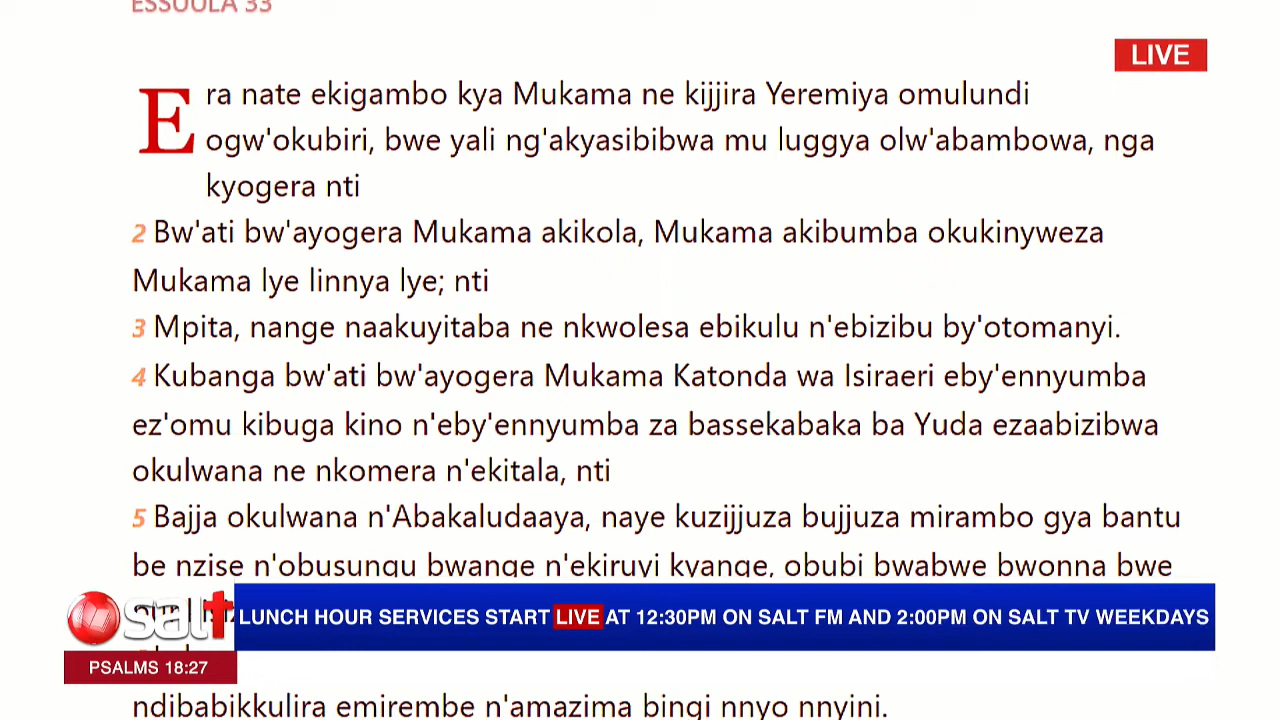 ESSUULA 33
LIVE
Era nate ekigambo kya Mukama ne kijjira Yeremiya omulundi
ogw'okubiri, bwe yali ng'akyasibibwa mu luggya olw'abambowa, nga
kyogera nti
2 Bw'ati bw'ayogera Mukama akikola, Mukama akibumba okukinyweza
Mukama lye linnya lye; nti
3 Mpita, nange naakuyitaba ne nkwolesa ebikulu n'ebizibu by'otomanyi.
4 Kubanga bw'ati bw'ayogera Mukama Katonda wa Isiraeri eby'ennyumba
ez'omu kibuga kino n'eby'ennyumba za bassekabaka ba Yuda ezaabizibwa
okulwana ne nkomera n'ekitala, nti
5 Bajja okulwana n'Abakaludaaya, naye kuzijjuza bujjuza mirambo gya bantu
be nzise n'obusungu bwange n'ekiruyi kyange, obubi bwabwe bwonna bwe
salt
LUNCH HOUR SERVICES START LIVE AT 12:30PM ON SALT FM AND 2:00PM ON SALT TV WEEKDAYS
PSALMS 18:27
ndibabikkulira emirembe n'amazima bingi nnyo nnyini.